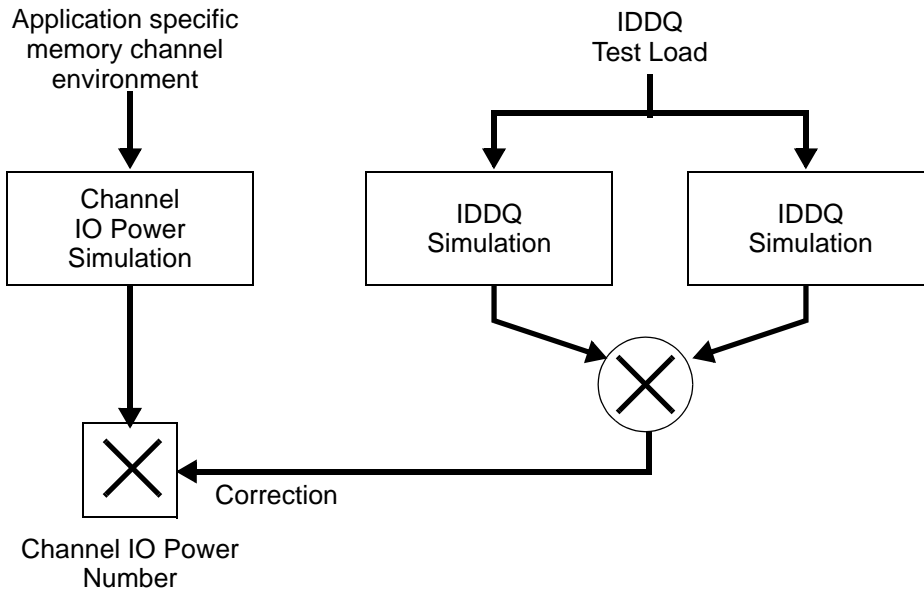 Application specific
memory channel
environment
IDDQ
Test Load
Channel
IO Power
Simulation
IDDQ
Simulation
IDDQ
Simulation
Correction
Channel IO Power
Number